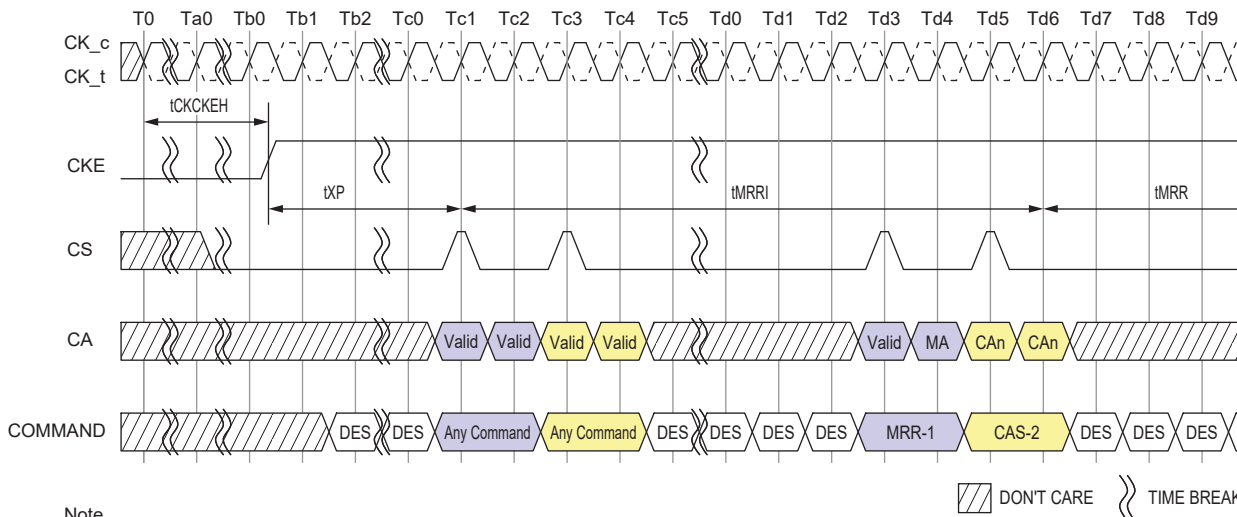 T0 Ta0 Tb0 Tb1 Tb2 Tc0 Tc1 Tc2 Tc3 Tc4 Tc5 Td0 Td1 Td2 Td3 Td4 Td5 Td6 Td7 Td8 Td9
CK_c
CK_t
tCKCKEH
CKE
tXP tMRRI tMRR
CS
CA Valid Valid Valid Valid Valid MA CAn CAn
COMMAND DES DES Any Command Any Command DES DES DES DES MRR-1 CAS-2 DES DES DES
DON'T CARE TIME BREAK
Note